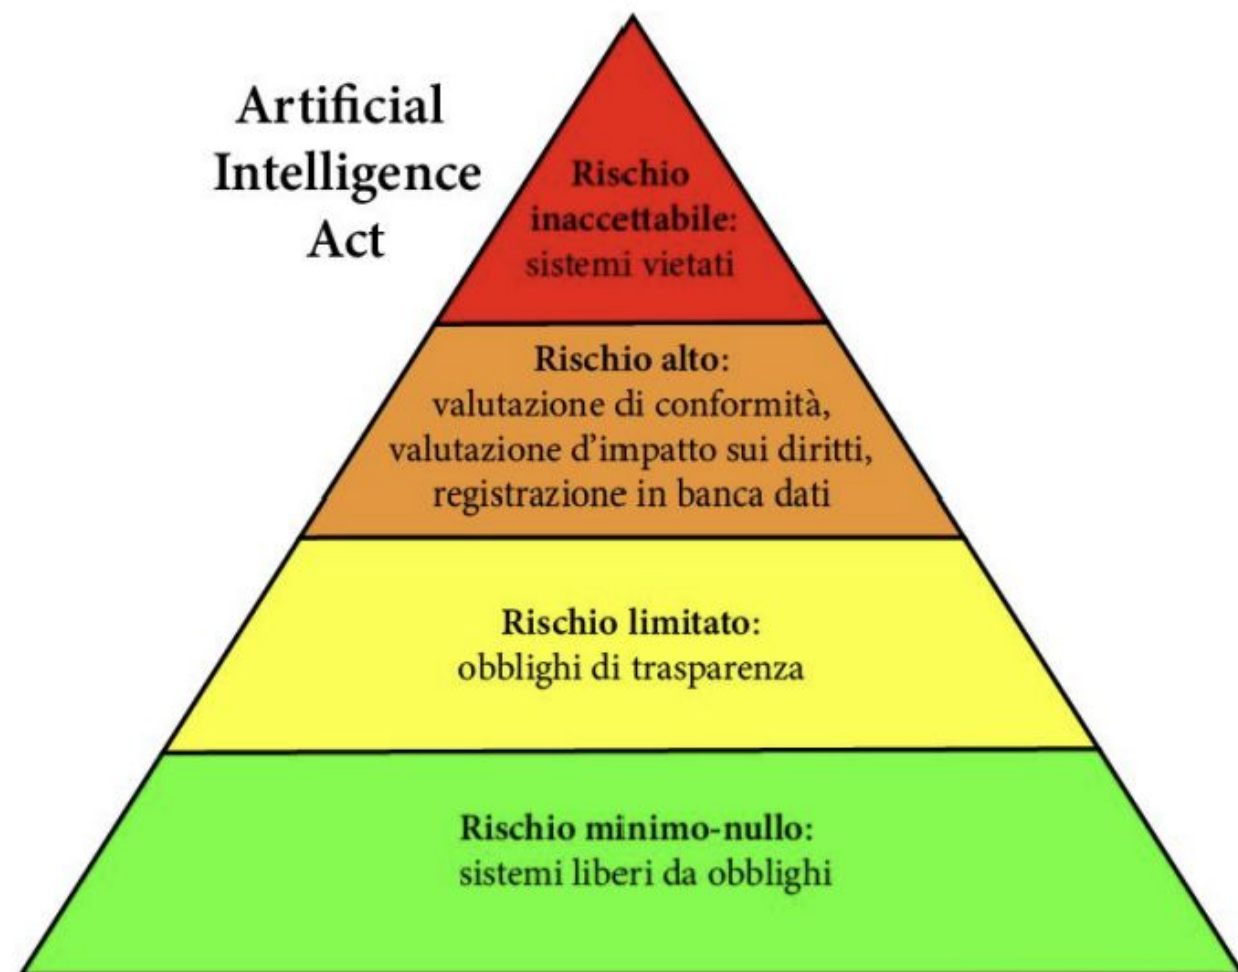 Artificial
Intelligence
Act
Rischio
inaccettabile:
sistemi vietati
Rischio alto:
valutazione di conformità,
valutazione d’impatto sui diritti,
registrazione in banca dati
Rischio limitato:
obblighi di trasparenza
Rischio minimo-nullo:
sistemi liberi da obblighi